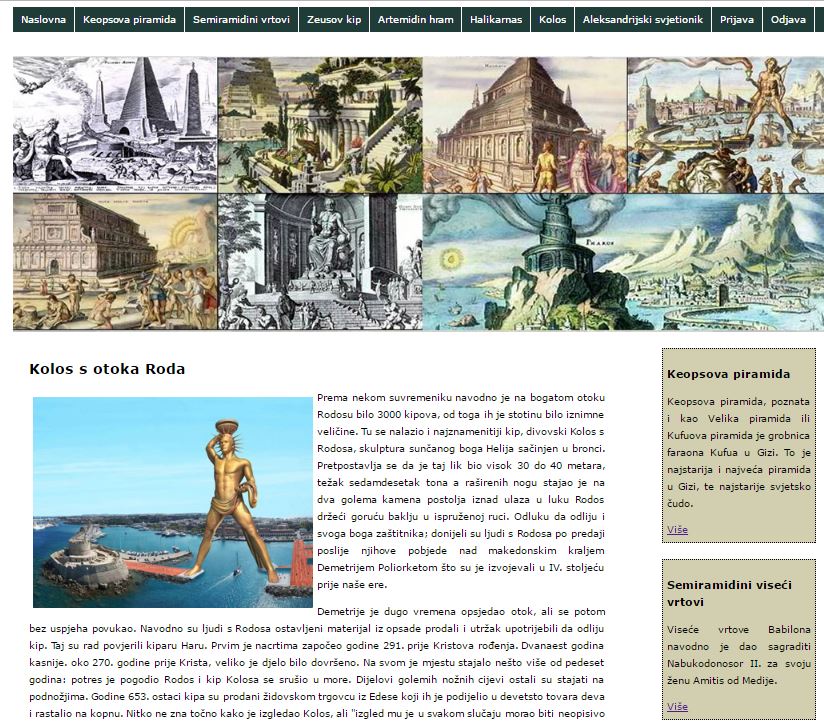 Naslovna Keopsova piramida Semiramidini vrtovi Zeusov kip Artemidin hram Halikarnas Kolos Aleksandrijski svjetionik Prijava Odjava
PHAROS
Kolos s otoka Roda
Prema nekom suvremeniku navodno je na bogatom otoku
Rodosu bilo 3000 kipova, od toga ih je stotinu bilo iznimne
veličine. Tu se nalazio i najznamenitiji kip, divovski Kolos s
Rodosa, skulptura sunčanog boga Helija sačinjen u bronci.
Pretpostavlja se da je taj lik bio visok 30 do 40 metara,
težak sedamdesetak tona a raširenih nogu stajao je na
dva golema kamena postolja iznad ulaza u luku Rodos
držeći goruću baklju u ispruženoj ruci. Odluku da odliju i
svoga boga zaštitnika; donijeli su ljudi s Rodosa po predaji
poslije njihove pobjede nad makedonskim kraljem
Demetrijem Poliorketom što su je izvojevali u IV. stoljeću
prije naše ere.
Demetrije je dugo vremena opsjedao otok, ali se potom
bez uspjeha povukao. Navodno su ljudi s Rodosa ostavljeni materijal iz opsade prodali i utržak upotrijebili da odliju
kip. Taj su rad povjerili kiparu Haru. Prvim je nacrtima započeo godine 291. prije Kristova rođenja. Dvanaest godina
kasnije. oko 270. godine prije Krista, veliko je djelo bilo dovršeno. Na svom je mjestu stajalo nešto više od pedeset
godina: potres je pogodio Rodos i kip Kolosa se srušio u more. Dijelovi golemih nožnih cijevi ostali su stajati na
podnožjima. Godine 653. ostaci kipa su prodani židovskom trgovcu iz Edese koji ih je podijelio u devetsto tovara deva
i rastalio na kopnu. Nitko ne zna točno kako je izgledao Kolos, ali "izgled mu je u svakom slučaju morao biti neopisivo
Keopsova piramida
Keopsova piramida, poznata
i kao Velika piramida ili
Kufuova piramida je grobnica
faraona Kufua u Gizi. To je
najstarija i najveća piramida
u Gizi, te najstarije svjetsko
čudo.
Više
Semiramidini viseći
vrtovi
Viseće vrtove Babilona
navodno je dao sagraditi
Nabukodonosor II. za svoju
ženu Amitis od Medije.
Više